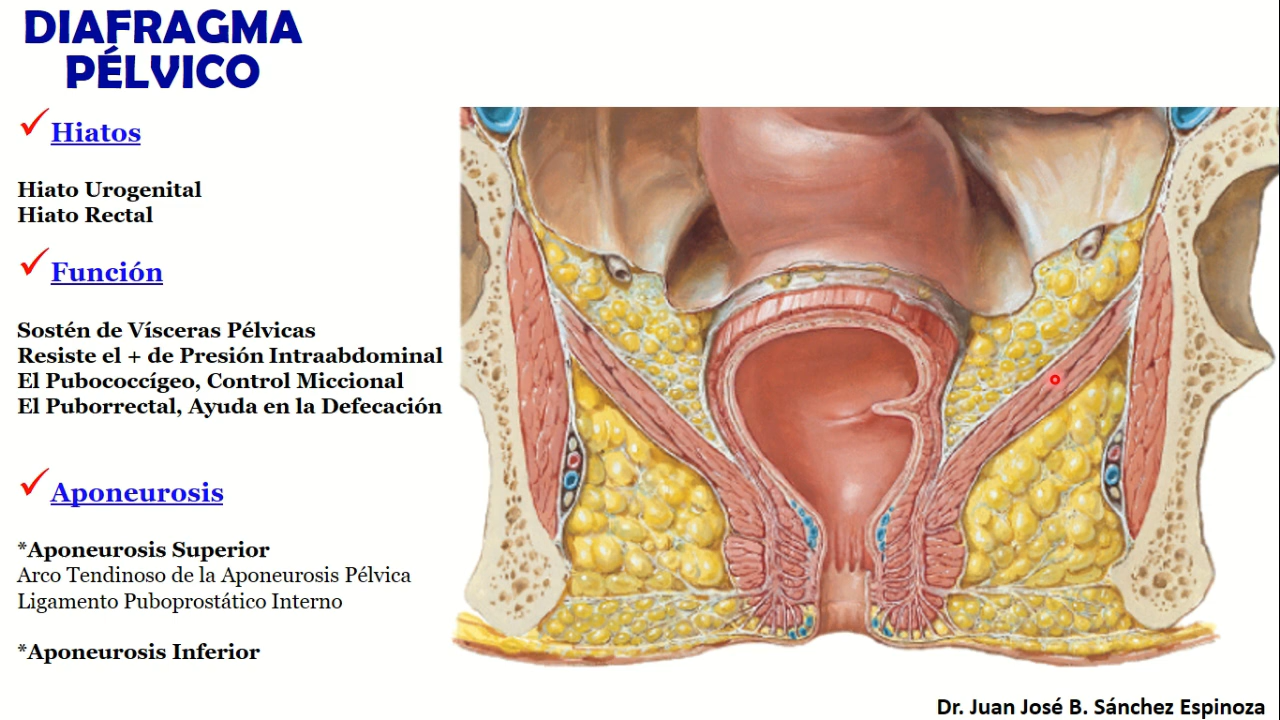 DIAFRAGMA
PÉLVICO
Hiatos
Hiato Urogenital
Hiato Rectal
Función
Sostén de Vísceras Pélvicas
Resiste el + de Presión Intraabdominal
El Pubococcígeo, Control Miccional
El Puborrectal, Ayuda en la Defecación
Aponeurosis
*Aponeurosis Superior
Arco Tendinoso de la Aponeurosis Pélvica
Ligamento Puboprostático Interno
*Aponeurosis Inferior
Dr. Juan José B. Sánchez Espinoza